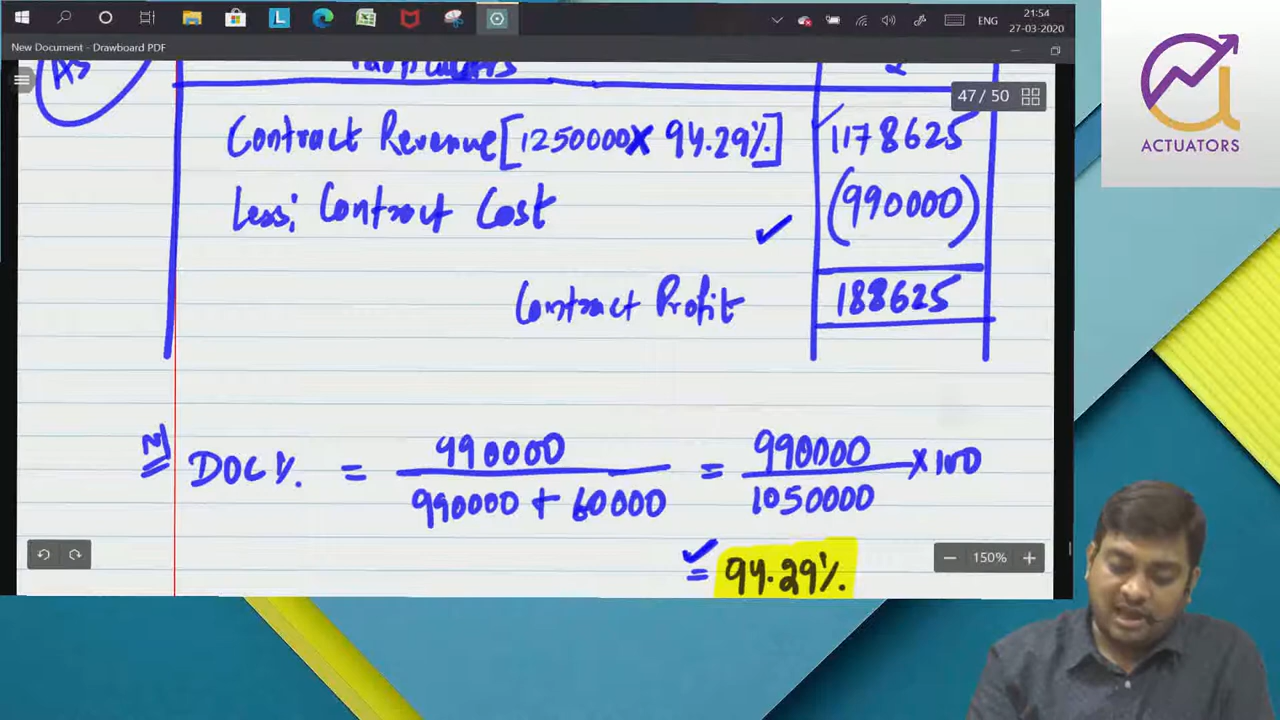 21:54
ENG
27-03-2020
New Document - Drawboard PDF
ACTUATORS
47 / 50
Contract Revenue [1250000 x 94.29%.] 1178625
Less: Contract Cost (990000)
Contract Profit 188625
DOC%. = 990000 / 990000 + 60000 = 990000 / 1050000 x 100
150%
= 94.29%.